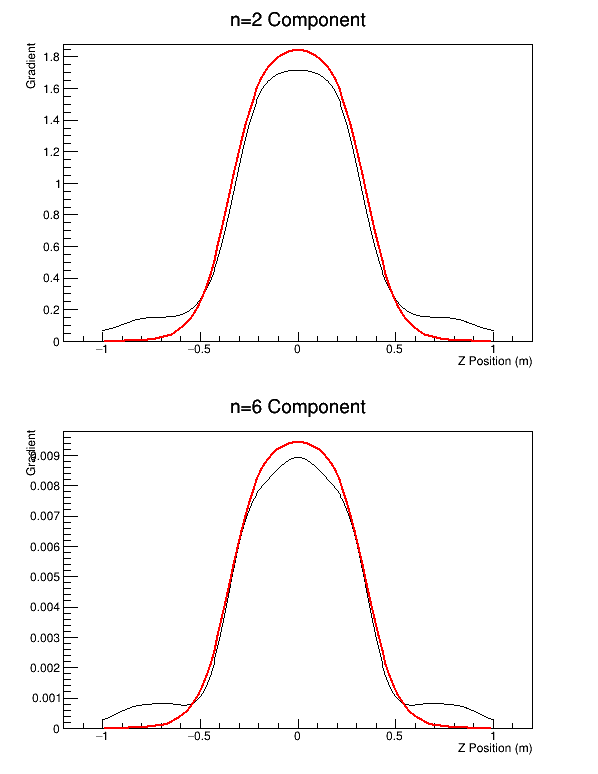 n=2 Component
Gradient
1.8
1.6
1.4
1.2
1
0.8
0.6
0.4
0.2
0
−1 −0.5 0 0.5 1
Z Position (m)
n=6 Component
Gradient
0.009
0.008
0.007
0.006
0.005
0.004
0.003
0.002
0.001
0
−1 −0.5 0 0.5 1
Z Position (m)